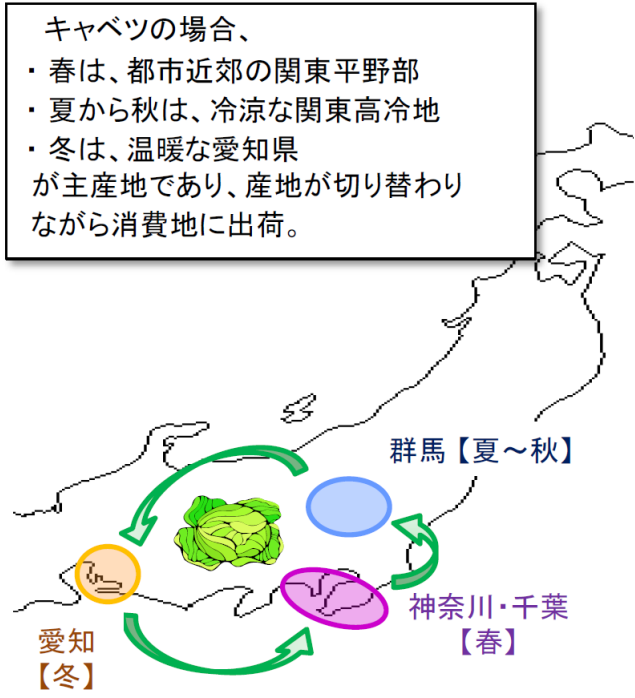 キャベツの場合、
・ 春は、都市近郊の関東平野部
・ 夏から秋は、冷涼な関東高冷地
・ 冬は、温暖な愛知県
が主産地であり、産地が切り替わり
ながら消費地に出荷。
群馬【夏～秋】
神奈川・千葉
【春】
愛知
【冬】